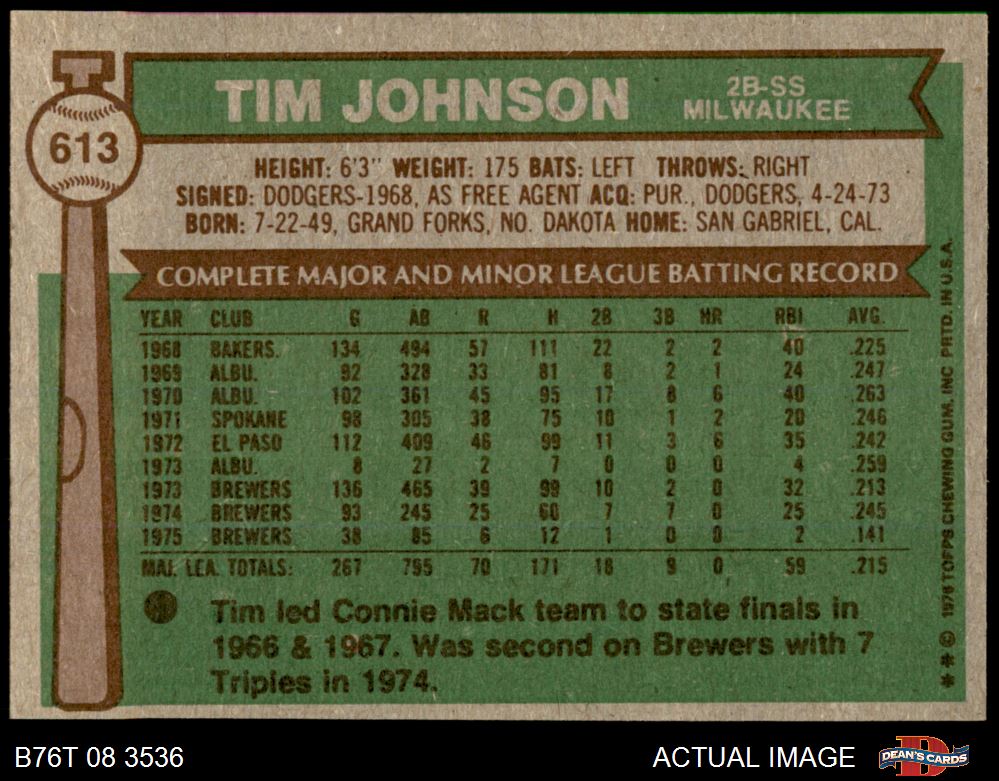 T
613
TIM JOHNSON
2B-SS
MILWAUKEE
HEIGHT: 6'3" WEIGHT: 175 BATS: LEFT THROWS: RIGHT
SIGNED: DODGERS-1968, AS FREE AGENT ACQ: PUR., DODGERS, 4-24-73
BORN: 7-22-49, GRAND FORKS, NO. DAKOTA HOME: SAN GABRIEL, CAL.
COMPLETE MAJOR AND MINOR LEAGUE BATTING RECORD
YEAR CLUB G AB R H 2B 3B HR RBI AVG.
1968 BAKERS. 134 494 57 111 22 2 2 40 .225
1969 ALBU. 92 328 33 81 8 2 1 24 .247
1970 ALBU. 102 361 45 95 17 8 6 40 .263
1971 SPOKANE 98 305 38 75 10 1 2 20 .246
1972 EL PASO 112 409 46 99 11 3 6 35 .242
1973 ALBU. 8 27 2 7 0 0 0 4 .259
1973 BREWERS 136 465 39 99 10 2 0 32 .213
1974 BREWERS 93 245 25 60 7 7 0 25 .245
1975 BREWERS 38 85 6 12 1 0 0 2 .141
MAJ. LEA. TOTALS: 267 795 70 171 18 9 0 59 .215
Tim led Connie Mack team to state finals in
1966 & 1967. Was second on Brewers with 7
Triples in 1974.
* * © 1976 TOPPS CHEWING GUM, INC PRTD. IN U.S.A.
B76T 08 3536
ACTUAL IMAGE
D
DEAN'S CARDS